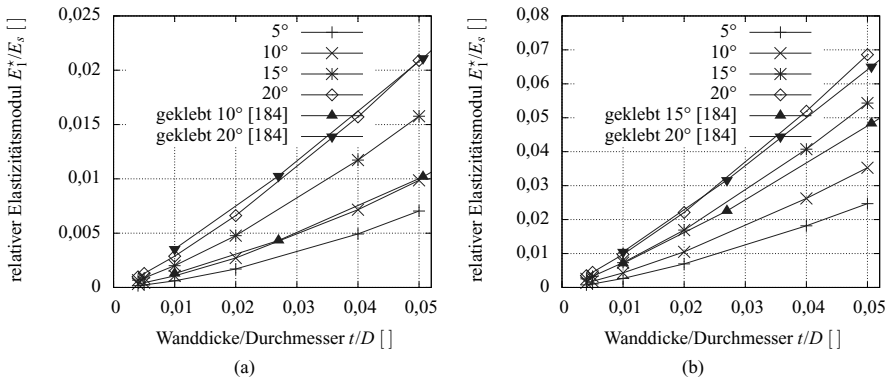 relativer Elastizitätsmodul E₁*/Eₛ [ ]
0,025
0,02
0,015
0,01
0,005
0
0 0,01 0,02 0,03 0,04 0,05
Wanddicke/Durchmesser t/D [ ]
5°
10°
15°
20°
geklebt 10° [184]
geklebt 20° [184]
(a)
relativer Elastizitätsmodul E₁*/Eₛ [ ]
0,08
0,07
0,06
0,05
0,04
0,03
0,02
0,01
0
0 0,01 0,02 0,03 0,04 0,05
Wanddicke/Durchmesser t/D [ ]
5°
10°
15°
20°
geklebt 15° [184]
geklebt 20° [184]
(b)